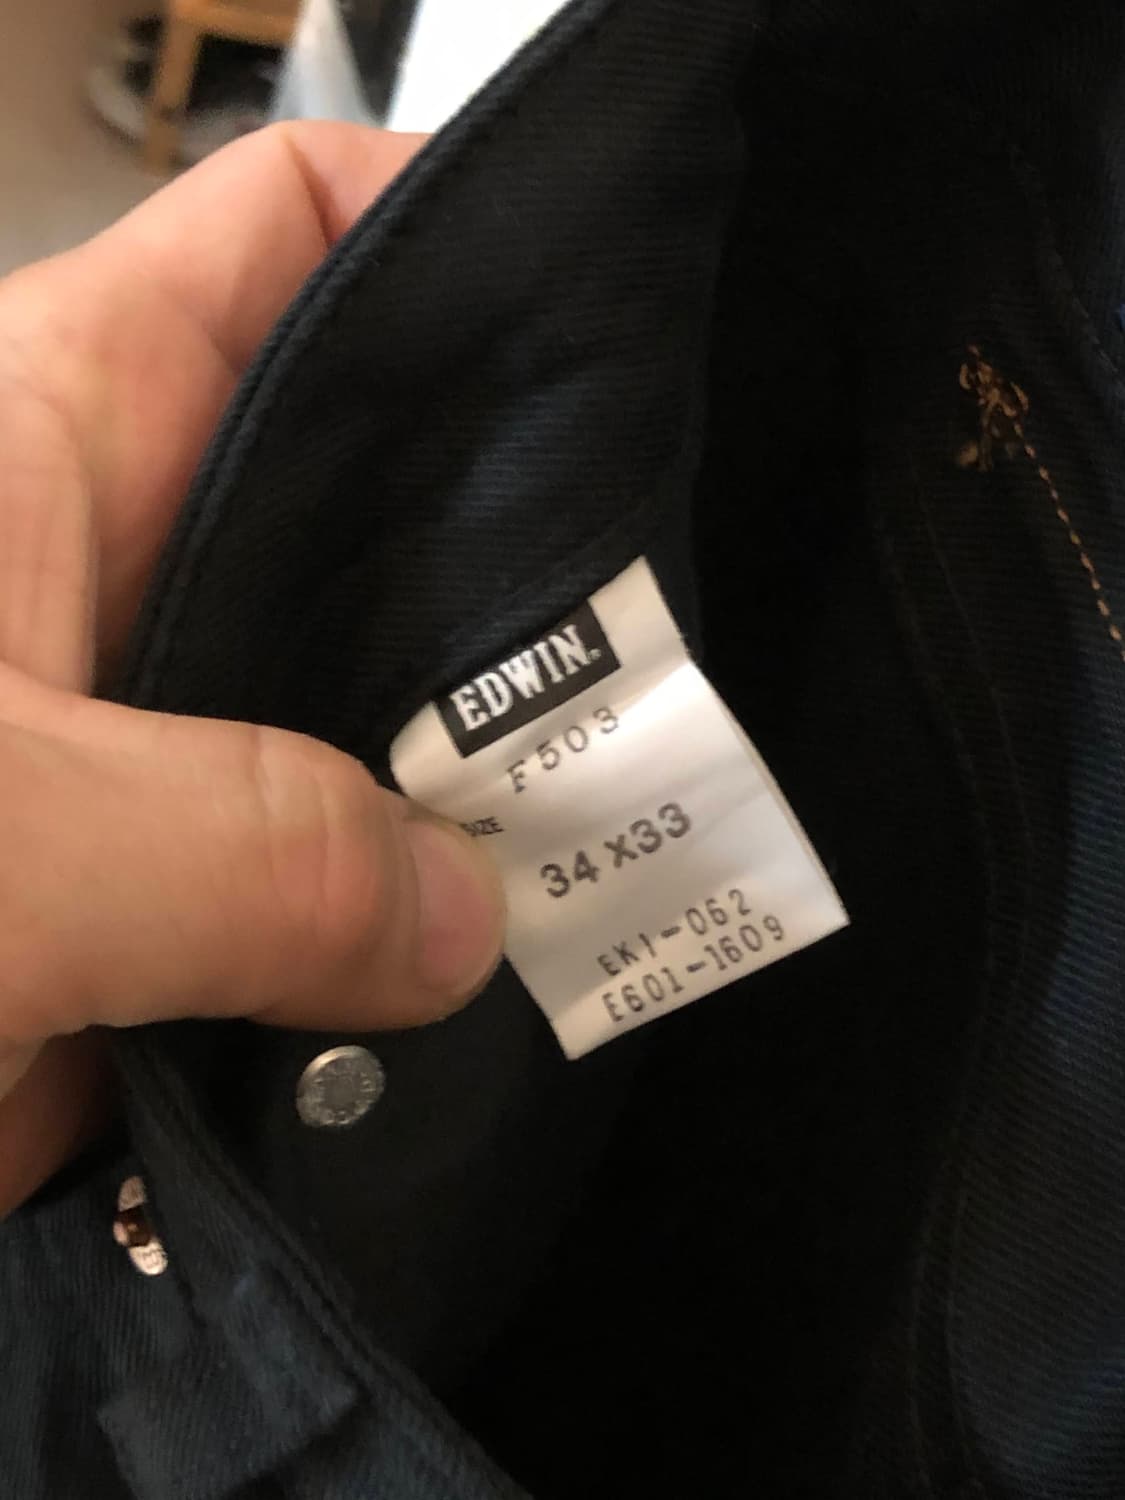 EDWIN.
F503
SIZE
34 x33
EK1-062
E601-1609